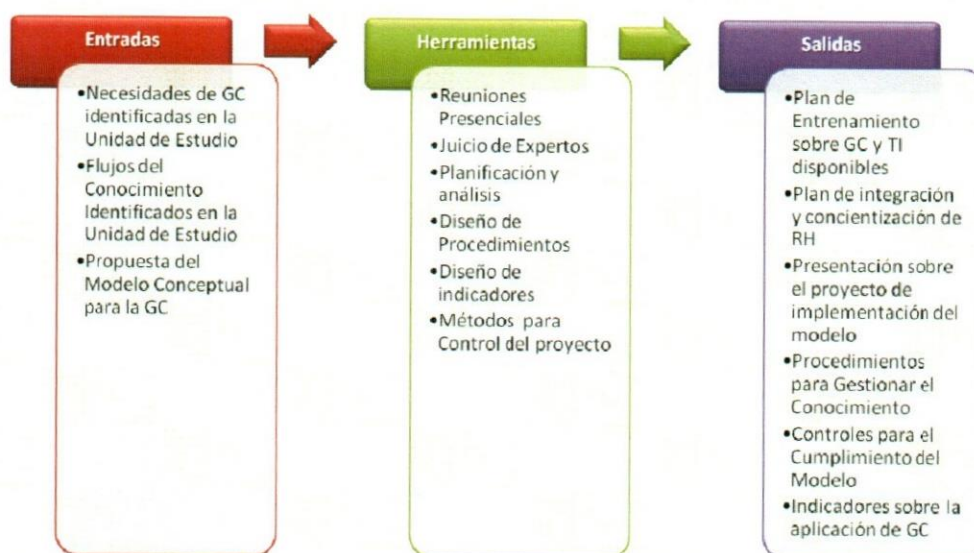 Entradas
•Necesidades de GC
identificadas en la
Unidad de Estudio
•Flujos del
Conocimiento
Identificados en la
Unidad de Estudio
•Propuesta del
Modelo Conceptual
para la GC
Herramientas
•Reuniones
Presenciales
•Juicio de Expertos
•Planificación y
análisis
•Diseño de
Procedimientos
•Diseño de
indicadores
•Métodos para
Control del proyecto
Salidas
•Plan de
Entrenamiento
sobre GC y TI
disponibles
•Plan de integración
y concientización de
RH
•Presentación sobre
el proyecto de
implementación del
modelo
•Procedimientos
para Gestionar el
Conocimiento
•Controles para el
Cumplimiento del
Modelo
•Indicadores sobre la
aplicación de GC